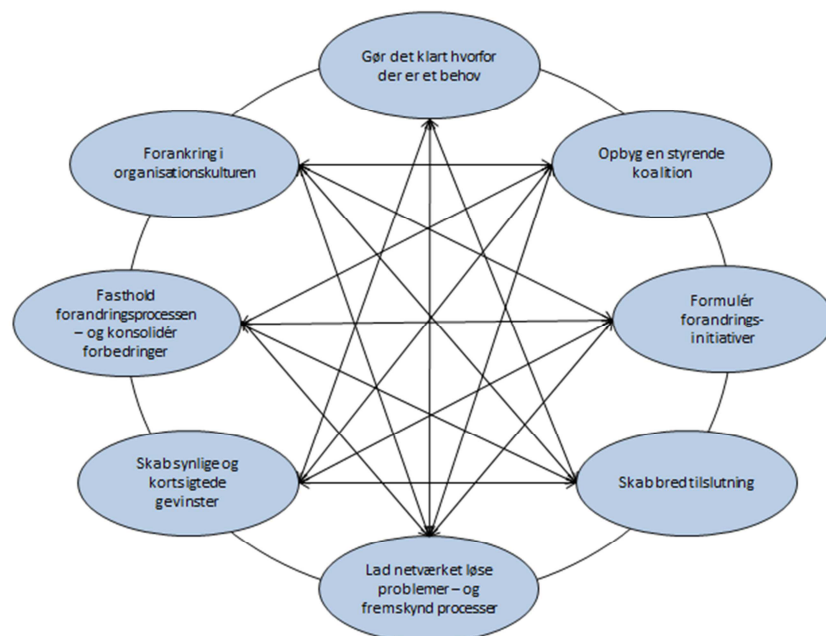 Gør det klart hvorfor
der er et behov
Opbyg en styrende
koalition
Formulér
forandrings-
initiativer
Skab bred tilslutning
Lad netværket løse
problemer – og
fremskynd processer
Skab synlige og
kortsigtede
gevinster
Fasthold
forandringsprocessen
– og konsolidér
forbedringer
Forankring i
organisationskulturen